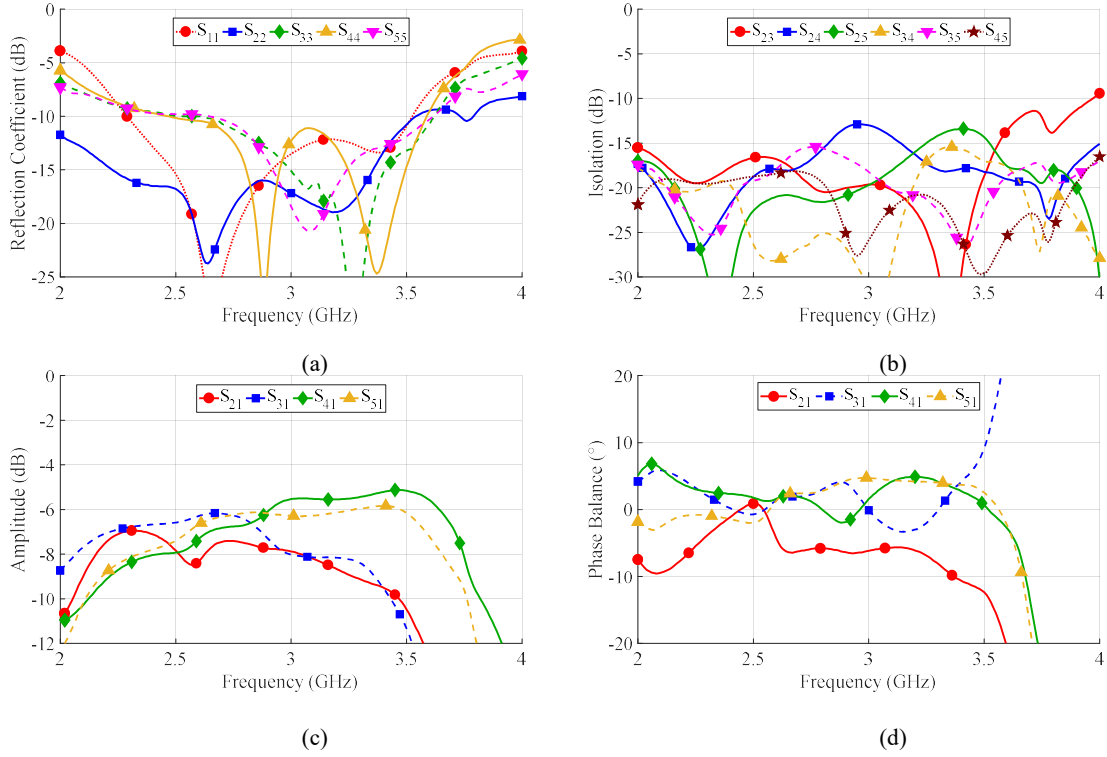 0
-5
-10
-15
-20
-25
Reflection Coefficient (dB)
S11 S22 S33 S44 S55
2 2.5 3 3.5 4
Frequency (GHz)
(a)
0
-5
-10
-15
-20
-25
-30
Isolation (dB)
S23 S24 S25 S34 S35 S45
2 2.5 3 3.5 4
Frequency (GHz)
(b)
0
-2
-4
-6
-8
-10
-12
Amplitude (dB)
S21 S31 S41 S51
2 2.5 3 3.5 4
Frequency (GHz)
(c)
20
10
0
-10
-20
Phase Balance (°)
S21 S31 S41 S51
2 2.5 3 3.5 4
Frequency (GHz)
(d)